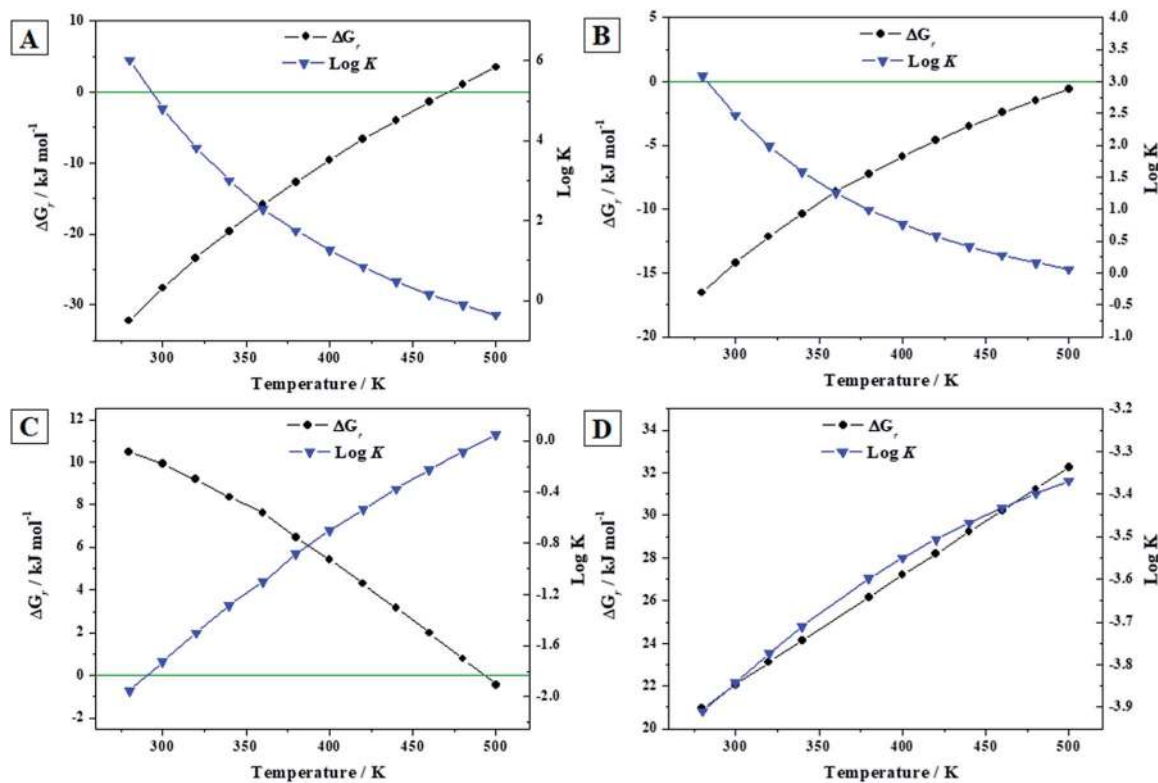 A
ΔGᵣ
Log K
10
0
-10
-20
-30
ΔGᵣ / kJ mol⁻¹
6
4
2
0
Log K
300 350 400 450 500
Temperature / K
B
ΔGᵣ
Log K
5
0
-5
-10
-15
-20
ΔGᵣ / kJ mol⁻¹
4.0
3.5
3.0
2.5
2.0
1.5
1.0
0.5
0.0
-0.5
-1.0
Log K
300 350 400 450 500
Temperature / K
C
ΔGᵣ
Log K
12
10
8
6
4
2
0
-2
ΔGᵣ / kJ mol⁻¹
0.0
-0.4
-0.8
-1.2
-1.6
-2.0
Log K
300 350 400 450 500
Temperature / K
D
ΔGᵣ
Log K
34
32
30
28
26
24
22
20
ΔGᵣ / kJ mol⁻¹
-3.2
-3.3
-3.4
-3.5
-3.6
-3.7
-3.8
-3.9
Log K
300 350 400 450 500
Temperature / K